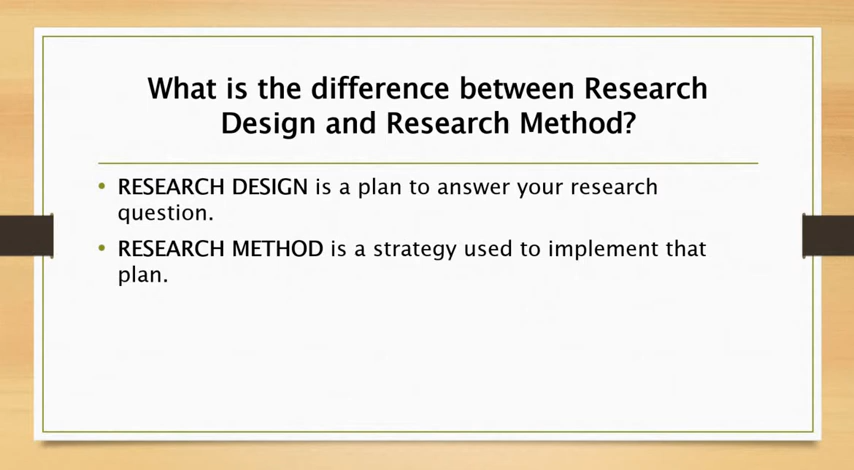 What is the difference between Research
Design and Research Method?
• RESEARCH DESIGN is a plan to answer your research
question.
• RESEARCH METHOD is a strategy used to implement that
plan.